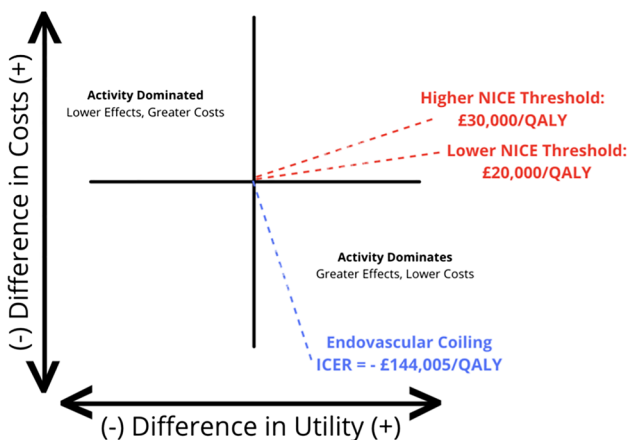 (-) Difference in Costs (+)
Activity Dominated
Lower Effects, Greater Costs
Higher NICE Threshold:
£30,000/QALY
Lower NICE Threshold:
£20,000/QALY
Activity Dominates
Greater Effects, Lower Costs
Endovascular Coiling
ICER = - £144,005/QALY
(-) Difference in Utility (+)